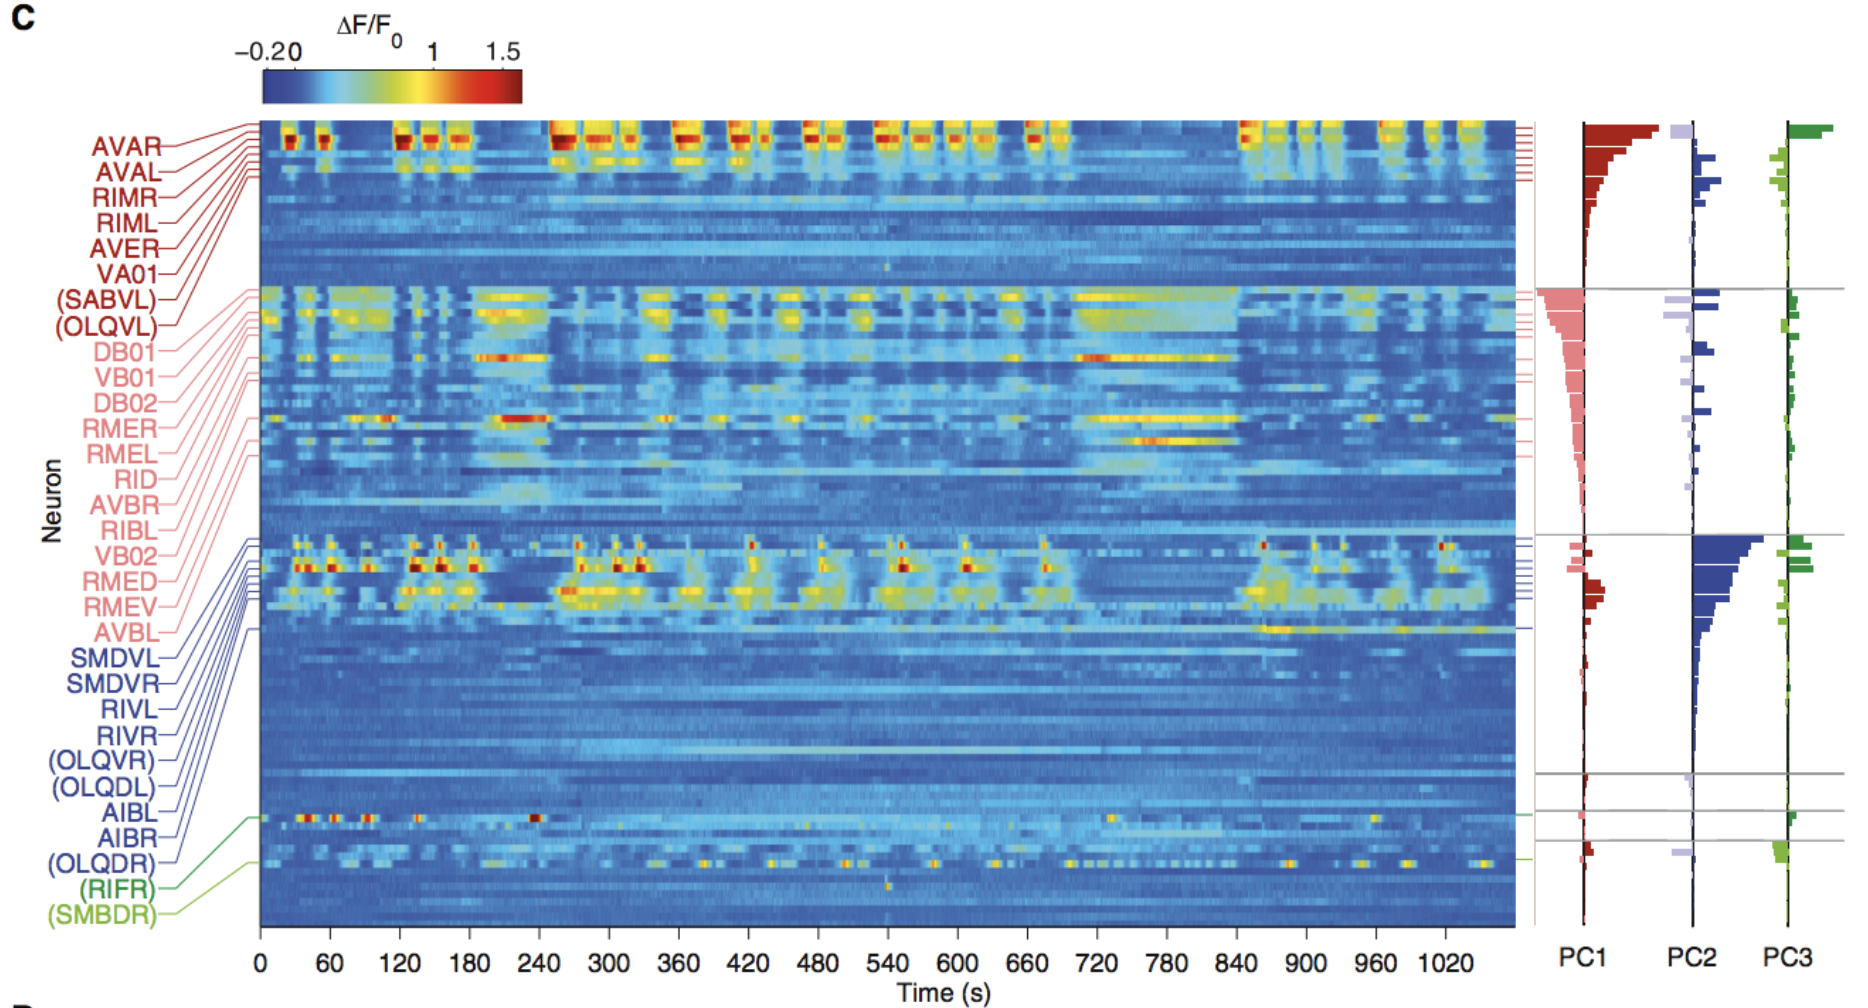 C
ΔF/F0
−0.20 1 1.5
AVAR
AVAL
RIMR
RIML
AVER
VA01
(SABVL)
(OLQVL)
DB01
VB01
DB02
RMER
RMEL
RID
AVBR
RIBL
VB02
RMED
RMEV
AVBL
SMDVL
SMDVR
RIVL
RIVR
(OLQVR)
(OLQDL)
AIBL
AIBR
(OLQDR)
(RIFR)
(SMBDR)
Neuron
0 60 120 180 240 300 360 420 480 540 600 660 720 780 840 900 960 1020
Time (s)
PC1 PC2 PC3